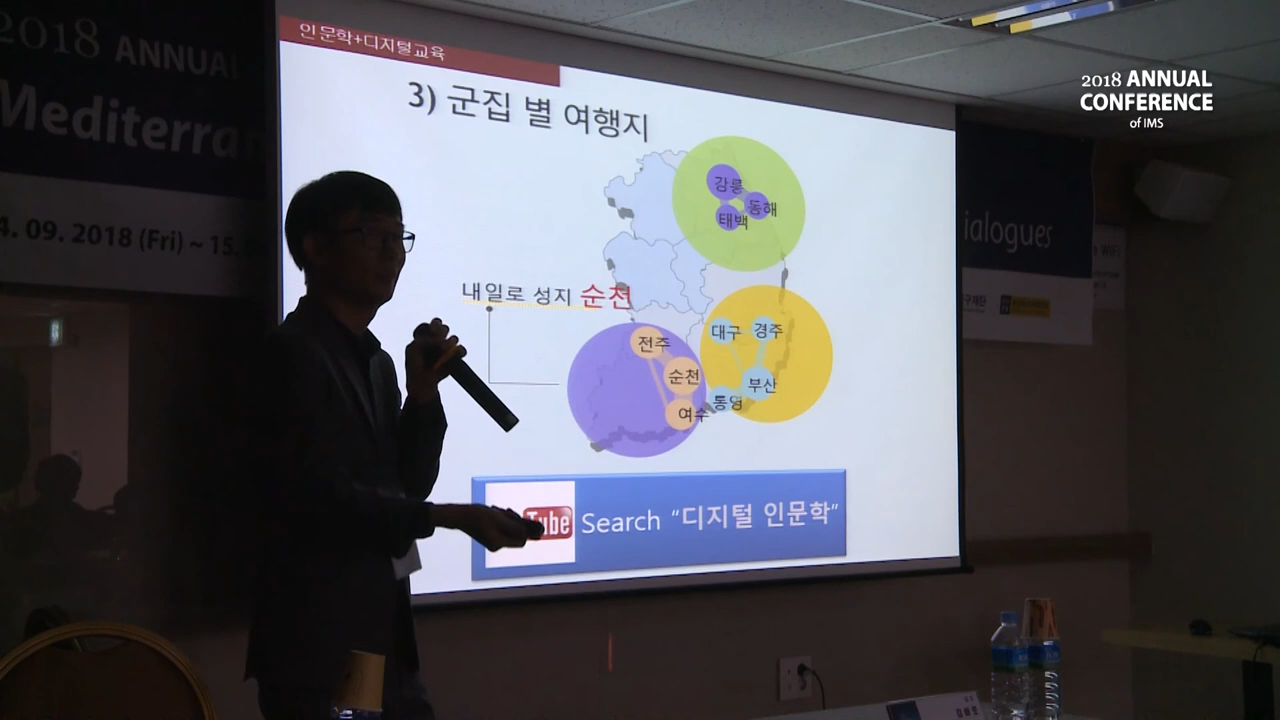 2018 ANNUAL
CONFERENCE
of IMS
2018 ANNUAL
Mediterran
4. 09. 2018 (Fri) ~ 15.
ialogues
인문학+디지털교육
3) 군집 별 여행지
강릉
동해
태백
내일로 성지 순천
전주
순천
여수
대구
경주
부산
통영
Tube
Search “디지털 인문학”